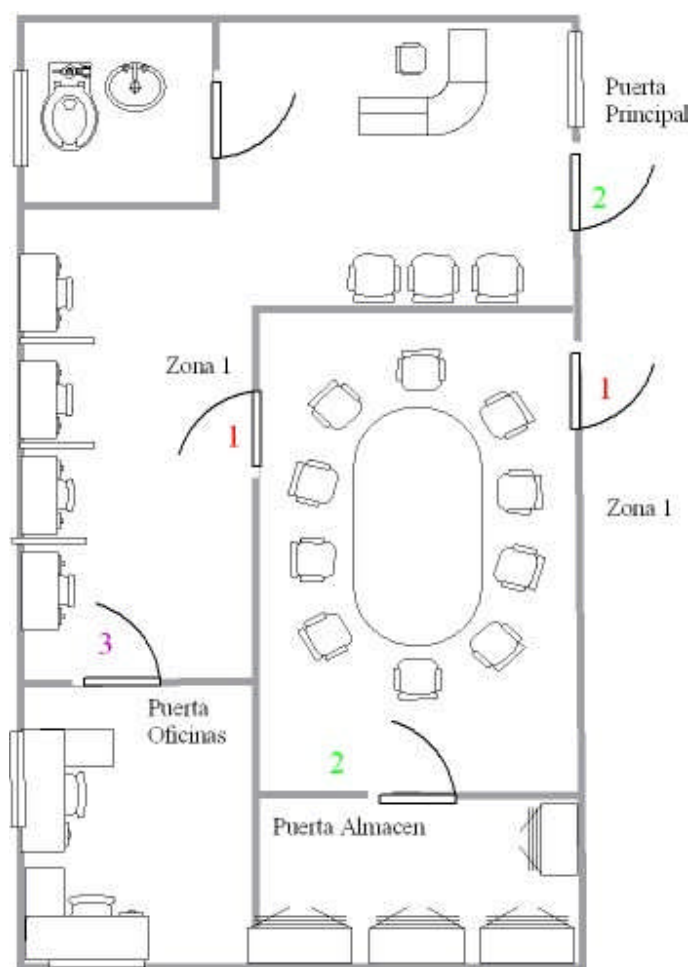 Puerta
Principal
2
Zona 1
1
1
Zona 1
3
Puerta
Oficinas
2
Puerta Almacen